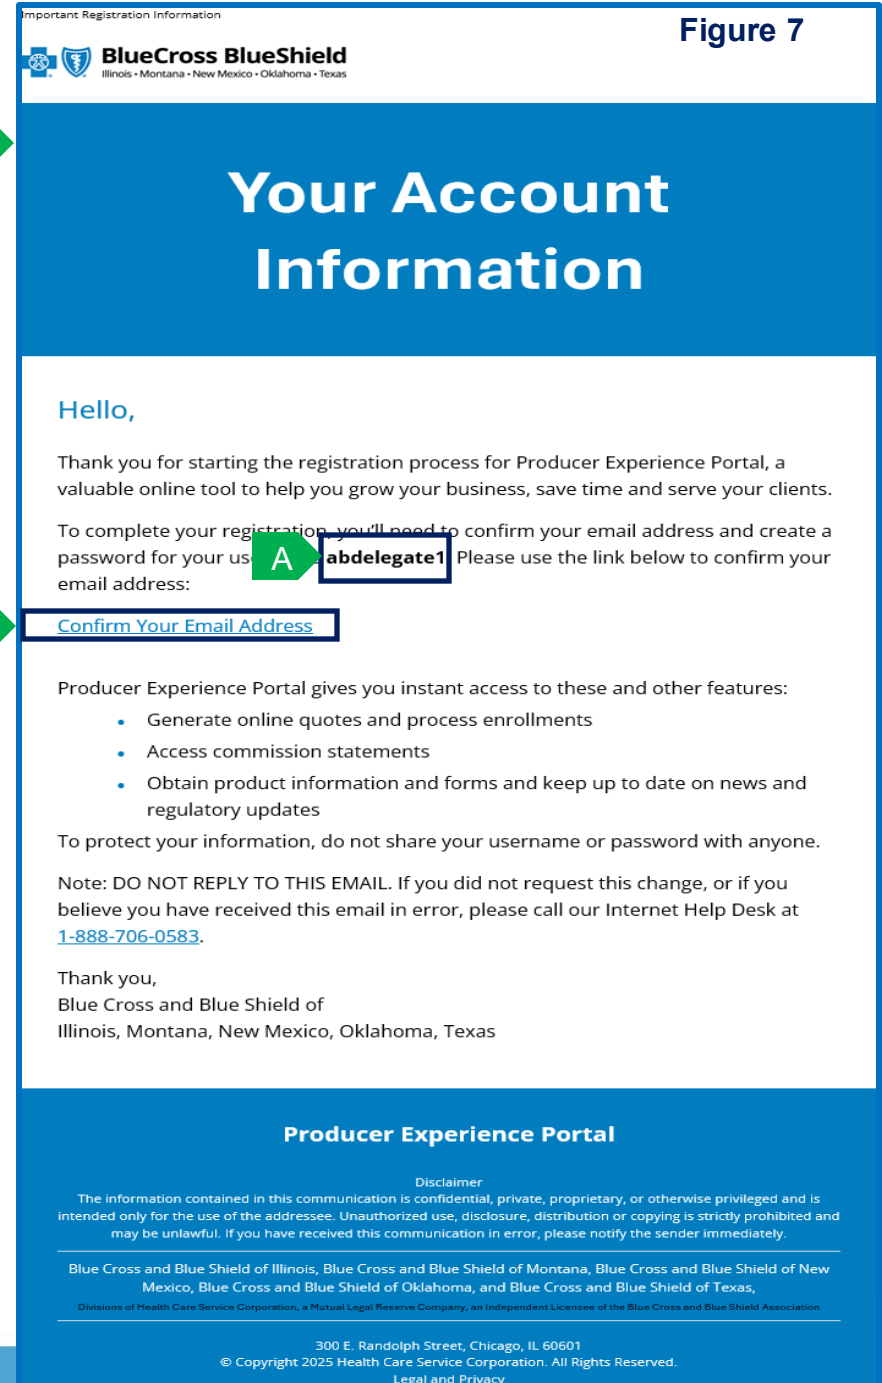 Important Registration Information
Figure 7
BlueCross BlueShield
Illinois • Montana • New Mexico • Oklahoma • Texas
Your Account
Information
Hello,
Thank you for starting the registration process for Producer Experience Portal, a
valuable online tool to help you grow your business, save time and serve your clients.
To complete your registration, you'll need to confirm your email address and create a
password for your A abdelegate1 Please use the link below to confirm your
email address:
Confirm Your Email Address
Producer Experience Portal gives you instant access to these and other features:
• Generate online quotes and process enrollments
• Access commission statements
• Obtain product information and forms and keep up to date on news and
regulatory updates
To protect your information, do not share your username or password with anyone.
Note: DO NOT REPLY TO THIS EMAIL. If you did not request this change, or if you
believe you have received this email in error, please call our Internet Help Desk at
1-888-706-0583.
Thank you,
Blue Cross and Blue Shield of
Illinois, Montana, New Mexico, Oklahoma, Texas
Producer Experience Portal
Disclaimer
The information contained in this communication is confidential, private, proprietary, or otherwise privileged and is
intended only for the use of the addressee. Unauthorized use, disclosure, distribution or copying is strictly prohibited and
may be unlawful. If you have received this communication in error, please notify the sender immediately.
Blue Cross and Blue Shield of Illinois, Blue Cross and Blue Shield of Montana, Blue Cross and Blue Shield of New
Mexico, Blue Cross and Blue Shield of Oklahoma, and Blue Cross and Blue Shield of Texas,
Divisions of Health Care Service Corporation, a Mutual Legal Reserve Company, an Independent Licensee of the Blue Cross and Blue Shield Association
300 E. Randolph Street, Chicago, IL 60601
© Copyright 2025 Health Care Service Corporation. All Rights Reserved.
Legal and Privacy